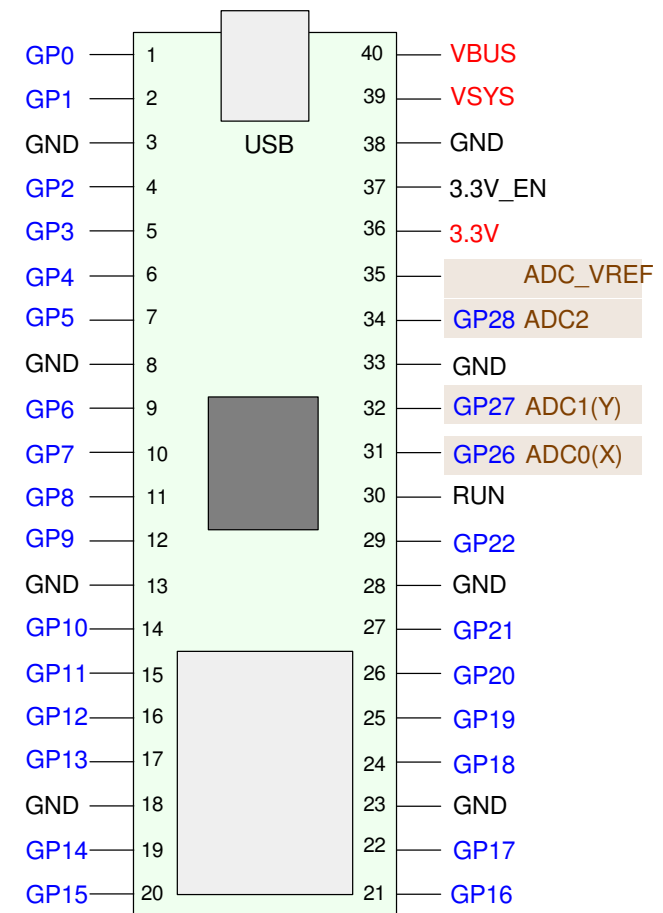 GP0 1 40 VBUS
GP1 2 39 VSYS
GND 3 USB 38 GND
GP2 4 37 3.3V_EN
GP3 5 36 3.3V
GP4 6 35 ADC_VREF
GP5 7 34 GP28 ADC2
GND 8 33 GND
GP6 9 32 GP27 ADC1(Y)
GP7 10 31 GP26 ADC0(X)
GP8 11 30 RUN
GP9 12 29 GP22
GND 13 28 GND
GP10 14 27 GP21
GP11 15 26 GP20
GP12 16 25 GP19
GP13 17 24 GP18
GND 18 23 GND
GP14 19 22 GP17
GP15 20 21 GP16